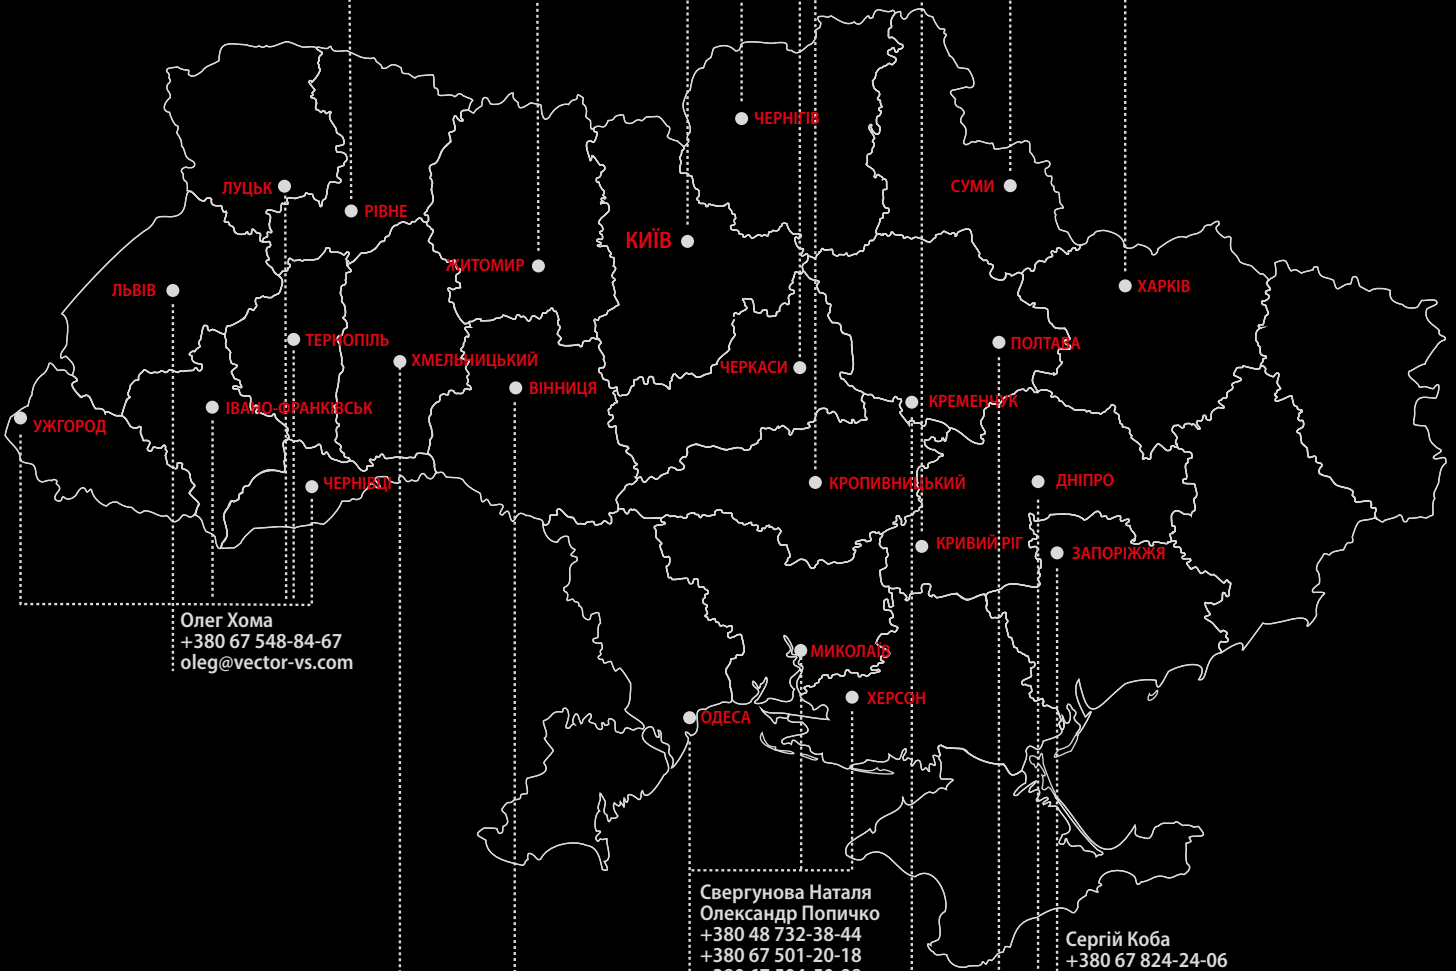 ЧЕРНІГІВ
ЛУЦЬК
СУМИ
РІВНЕ
КИЇВ
ЖИТОМИР
ЛЬВІВ
ХАРКІВ
ТЕРНОПІЛЬ
ПОЛТАВА
ХМЕЛЬНИЦЬКИЙ
ЧЕРКАСИ
ВІННИЦЯ
КРЕМЕНЧУК
ІВАНО-ФРАНКІВСЬК
УЖГОРОД
ЧЕРНІВЦІ
КРОПИВНИЦЬКИЙ
ДНІПРО
КРИВИЙ РІГ
ЗАПОРІЖЖЯ
Олег Хома
+380 67 548-84-67
oleg@vector-vs.com
МИКОЛАЇВ
ХЕРСОН
ОДЕСА
Свергунова Наталя
Олександр Попичко
+380 48 732-38-44
+380 67 501-20-18
Сергій Коба
+380 67 824-24-06